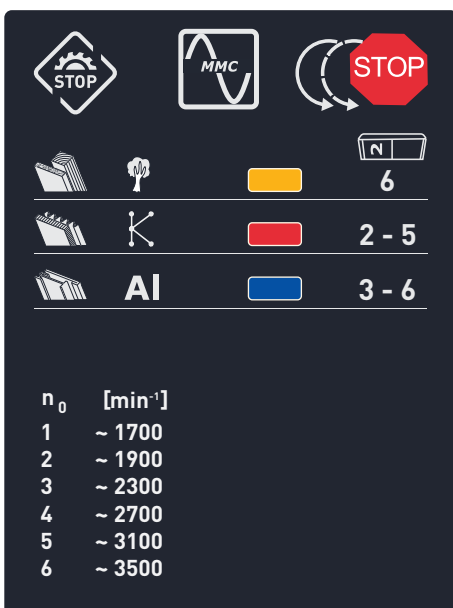 STOP MMC STOP
2
6
2 - 5
Al 3 - 6
n0 [min-1]
1 ~ 1700
2 ~ 1900
3 ~ 2300
4 ~ 2700
5 ~ 3100
6 ~ 3500